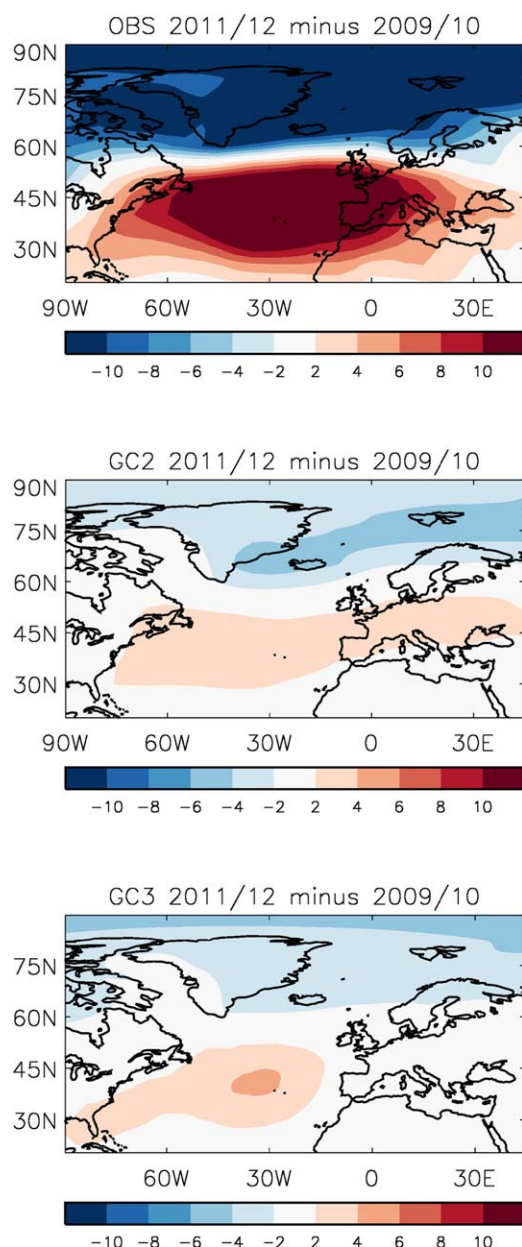 OBS 2011/12 minus 2009/10
90N
75N
60N
45N
30N
90W 60W 30W 0 30E
-10 -8 -6 -4 -2 2 4 6 8 10
GC2 2011/12 minus 2009/10
90N
75N
60N
45N
30N
90W 60W 30W 0 30E
-10 -8 -6 -4 -2 2 4 6 8 10
GC3 2011/12 minus 2009/10
75N
60N
45N
30N
60W 30W 0 30E
-10 -8 -6 -4 -2 2 4 6 8 10